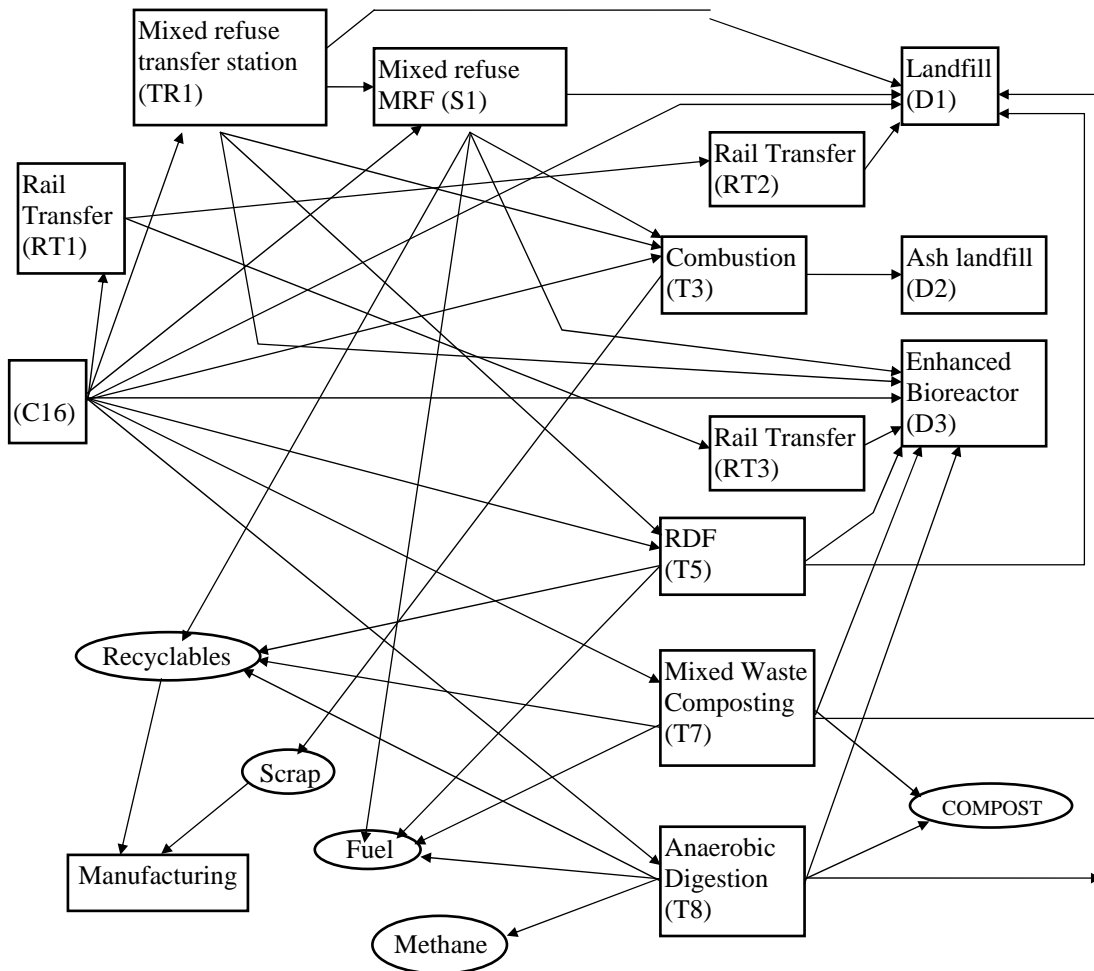 Mixed refuse
transfer station
(TR1)
Mixed refuse
MRF (S1)
Landfill
(D1)
Rail
Transfer
(RT1)
Rail Transfer
(RT2)
Combustion
(T3)
Ash landfill
(D2)
(C16)
Enhanced
Bioreactor
(D3)
Rail Transfer
(RT3)
RDF
(T5)
Recyclables
Mixed Waste
Composting
(T7)
Scrap
COMPOST
Fuel
Manufacturing
Anaerobic
Digestion
(T8)
Methane